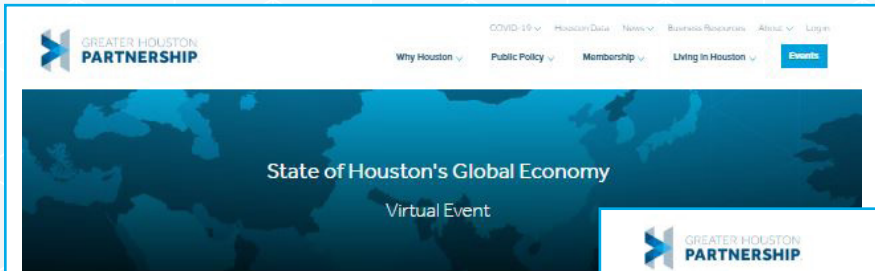 COVID-19 Houston Data News Business Resources About Log in
GREATER HOUSTON
PARTNERSHIP
Why Houston Public Policy Membership Living in Houston Events
State of Houston's Global Economy
Virtual Event
GREATER HOUSTON
PARTNERSHIP